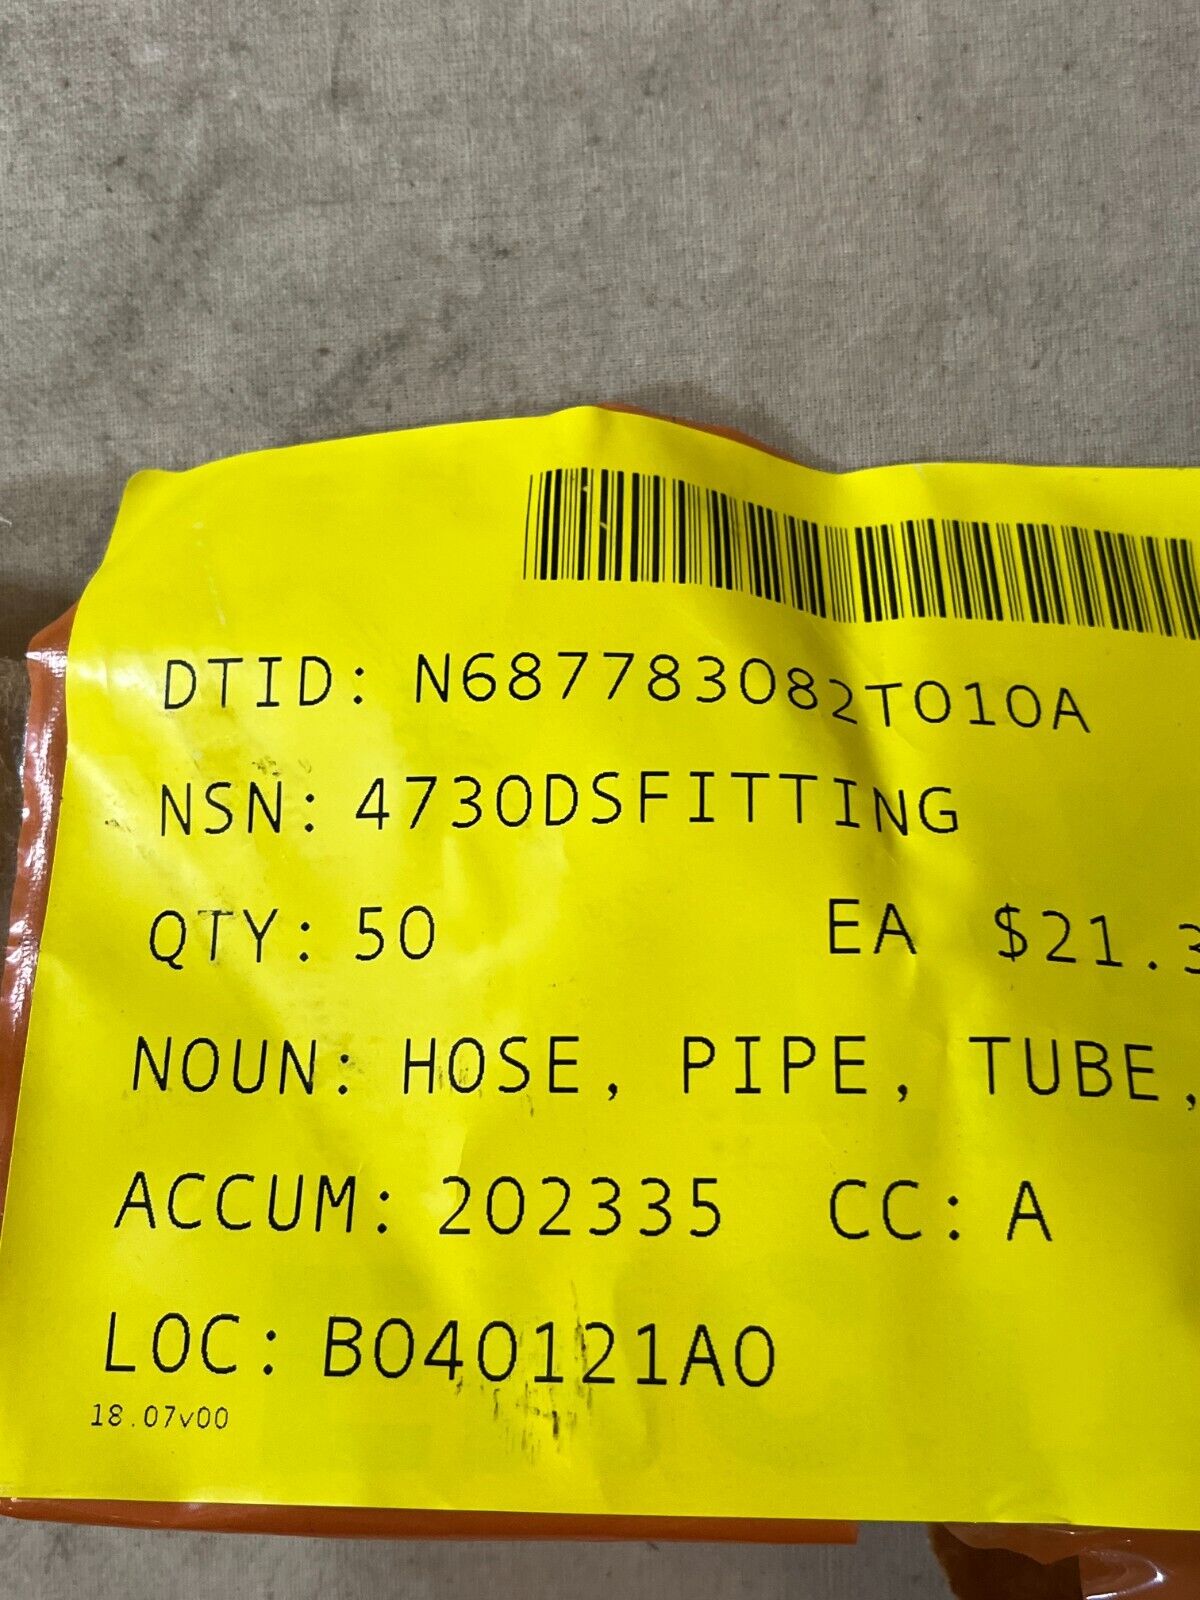 DTID: N687783082T010A
NSN: 4730DSFITTING
QTY: 50 EA $21.3
NOUN: HOSE, PIPE, TUBE,
ACCUM: 202335 CC: A
LOC: B040121A0
18.07v00